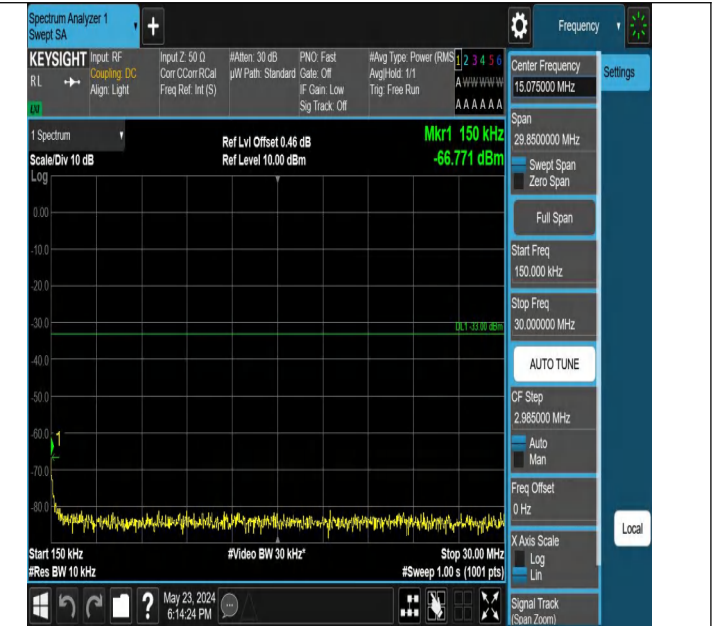 Spectrum Analyzer 1
Swept SA
+
Frequency
KEYSIGHT
RL
LXI
Input: RF
Coupling: DC
Align: Light
Input Z: 50 Ω
Corr CCorr RCal
Freq Ref: Int (S)
#Atten: 30 dB
µW Path: Standard
PNO: Fast
Gate: Off
IF Gain: Low
Sig Track: Off
#Avg Type: Power (RMS
Avg|Hold: 1/1
Trig: Free Run
1 2 3 4 5 6
A W W W W W
A A A A A A
1 Spectrum
Scale/Div 10 dB
Log
Ref Lvl Offset 0.46 dB
Ref Level 10.00 dBm
Mkr1 150 kHz
-66.771 dBm
0.00
-10.0
-20.0
-30.0
DL1 -33.00 dBm
-40.0
-50.0
-60.0
1
-70.0
-80.0
Start 150 kHz
#Video BW 30 kHz*
Stop 30.00 MHz
#Res BW 10 kHz
#Sweep 1.00 s (1001 pts)
Center Frequency
15.075000 MHz
Settings
Span
29.8500000 MHz
Swept Span
Zero Span
Full Span
Start Freq
150.000 kHz
Stop Freq
30.000000 MHz
AUTO TUNE
CF Step
2.985000 MHz
Auto
Man
Freq Offset
0 Hz
X Axis Scale
Log
Lin
Local
Signal Track
(Span Zoom)
?
May 23, 2024
6:14:24 PM